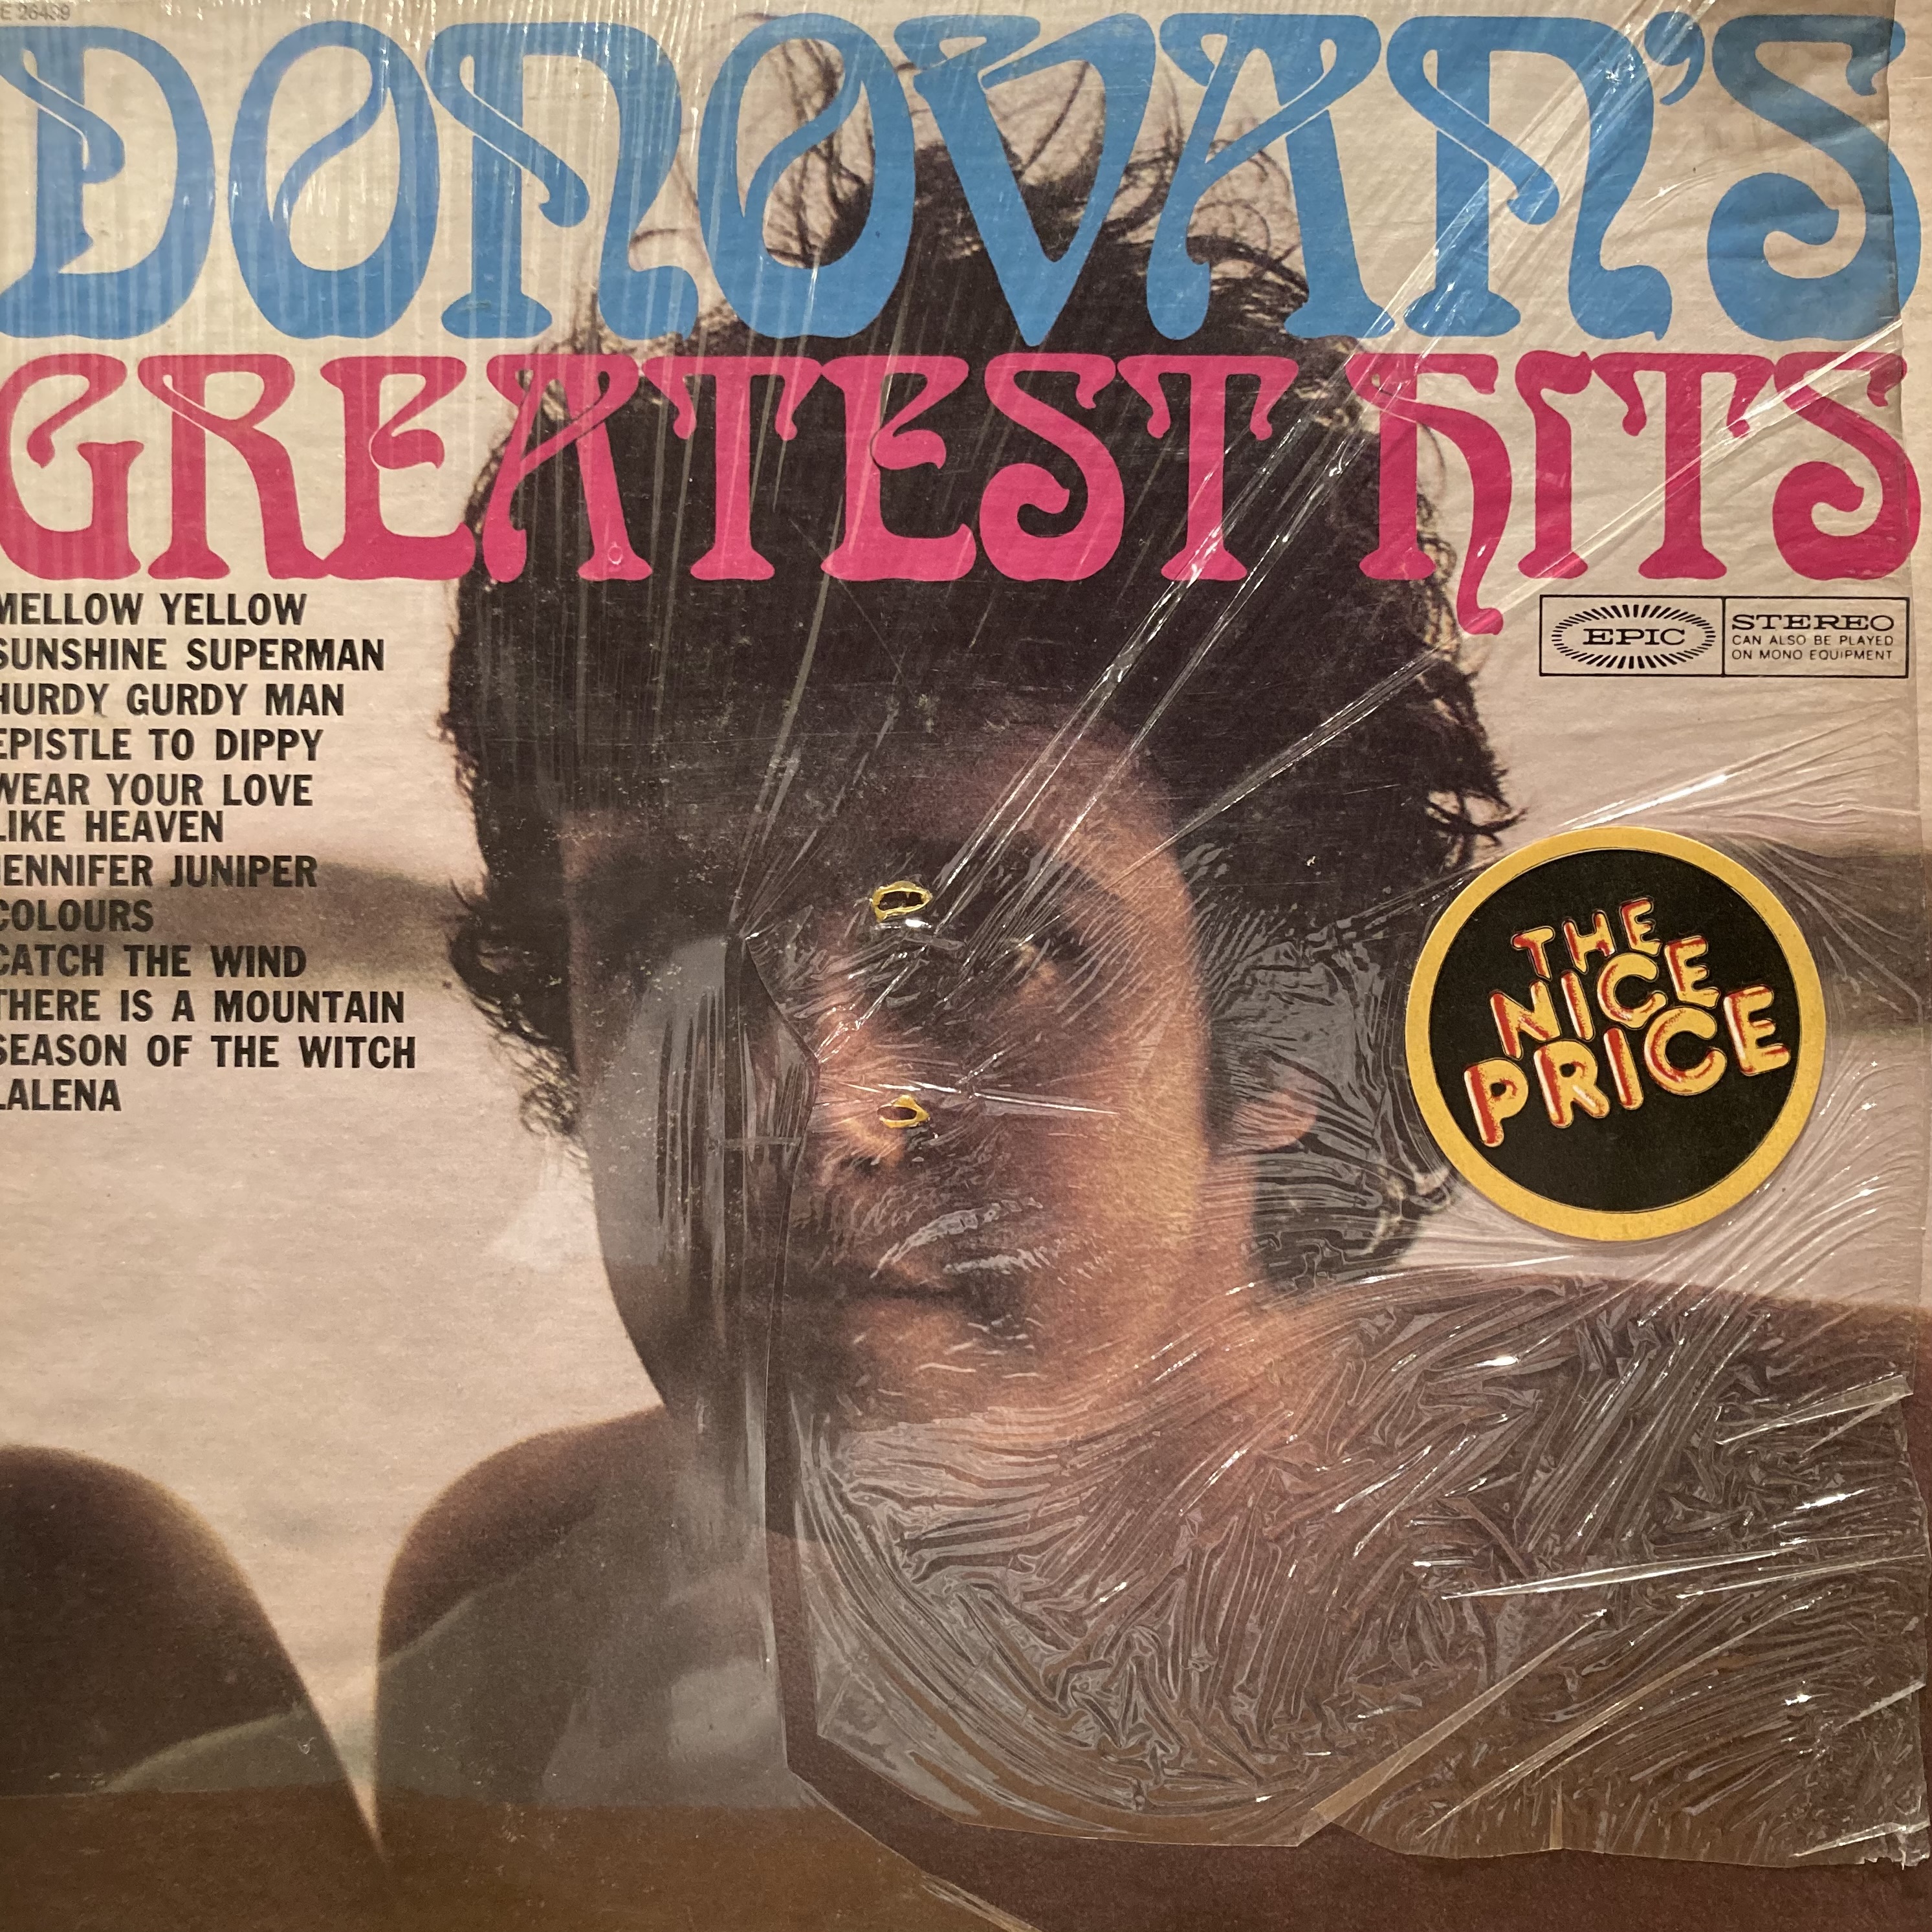 E 26439
DONOVAN'S
GREATEST HITS
MELLOW YELLOW
SUNSHINE SUPERMAN
HURDY GURDY MAN
EPISTLE TO DIPPY
WEAR YOUR LOVE
LIKE HEAVEN
JENNIFER JUNIPER
COLOURS
CATCH THE WIND
THERE IS A MOUNTAIN
SEASON OF THE WITCH
LALENA
EPIC
STEREO
CAN ALSO BE PLAYED
ON MONO EQUIPMENT
THE
NICE
PRICE